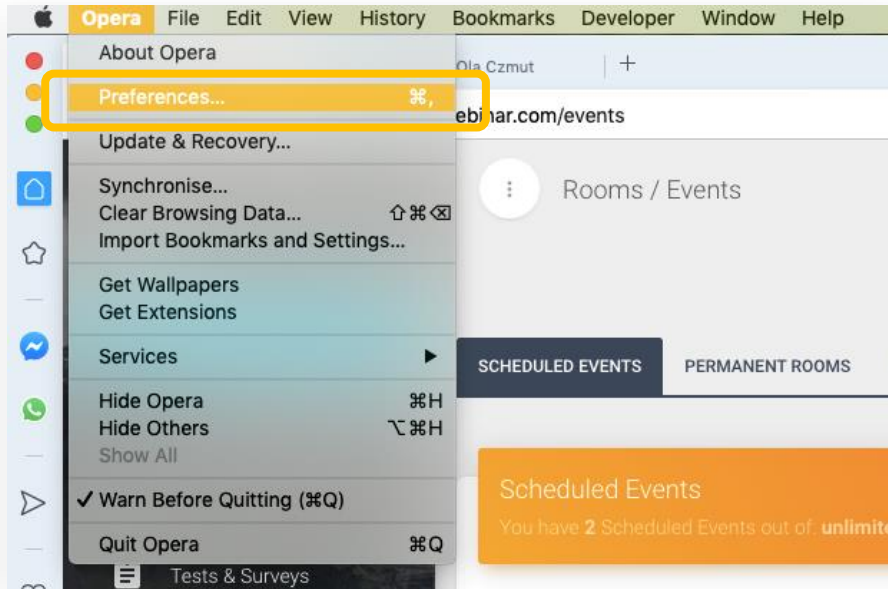 Opera File Edit View History Bookmarks Developer Window Help
About Opera
Preferences... ⌘,
Update & Recovery...
Synchronise...
Clear Browsing Data... ⇧⌘⌫
Import Bookmarks and Settings...
Get Wallpapers
Get Extensions
Services ▶
Hide Opera ⌘H
Hide Others ⌥⌘H
Show All
✓ Warn Before Quitting (⌘Q)
Quit Opera ⌘Q
Tests & Surveys
Ola Czmut +
ebinar.com/events
Rooms / Events
SCHEDULED EVENTS PERMANENT ROOMS
Scheduled Events
You have 2 Scheduled Events out of: unlimite